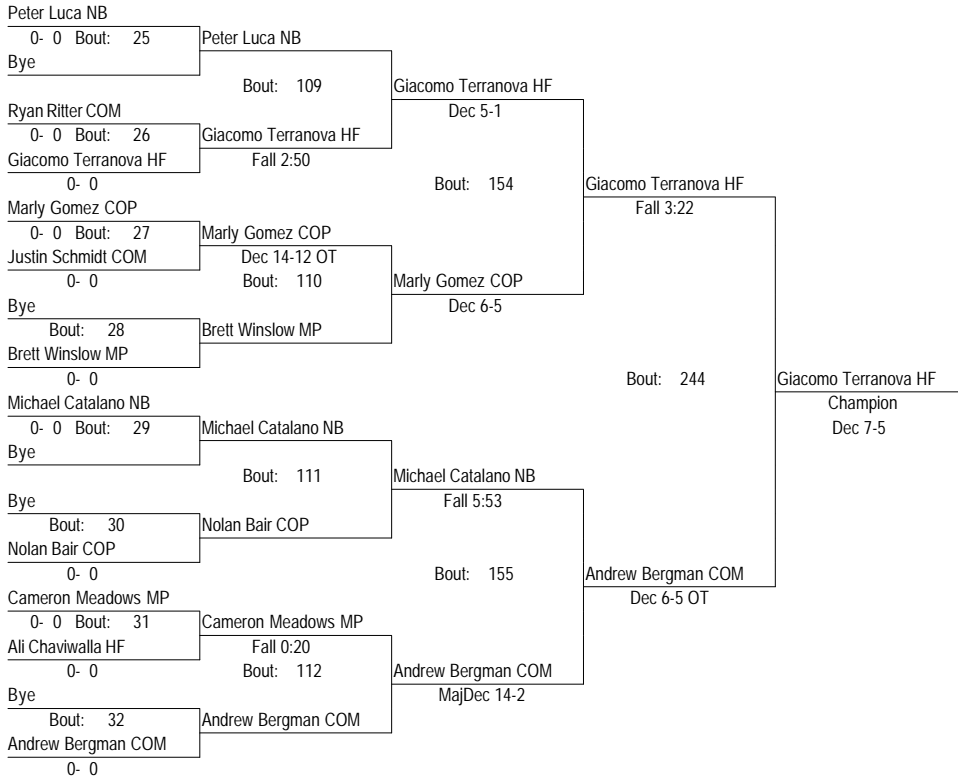 Peter Luca NB
0- 0 Bout: 25
Peter Luca NB
Bye
Bout: 109
Giacomo Terranova HF
Dec 5-1
Ryan Ritter COM
0- 0 Bout: 26
Giacomo Terranova HF
Giacomo Terranova HF
Fall 2:50
0- 0
Bout: 154
Giacomo Terranova HF
Fall 3:22
Marly Gomez COP
0- 0 Bout: 27
Marly Gomez COP
Justin Schmidt COM
Dec 14-12 OT
0- 0
Bout: 110
Marly Gomez COP
Dec 6-5
Bye
Bout: 28
Brett Winslow MP
Brett Winslow MP
0- 0
Bout: 244
Giacomo Terranova HF
Champion
Dec 7-5
Michael Catalano NB
0- 0 Bout: 29
Michael Catalano NB
Bye
Bout: 111
Michael Catalano NB
Fall 5:53
Bye
Bout: 30
Nolan Bair COP
Nolan Bair COP
0- 0
Bout: 155
Andrew Bergman COM
Dec 6-5 OT
Cameron Meadows MP
0- 0 Bout: 31
Cameron Meadows MP
Ali Chaviwalla HF
Fall 0:20
0- 0
Bout: 112
Andrew Bergman COM
MajDec 14-2
Bye
Bout: 32
Andrew Bergman COM
Andrew Bergman COM
0- 0